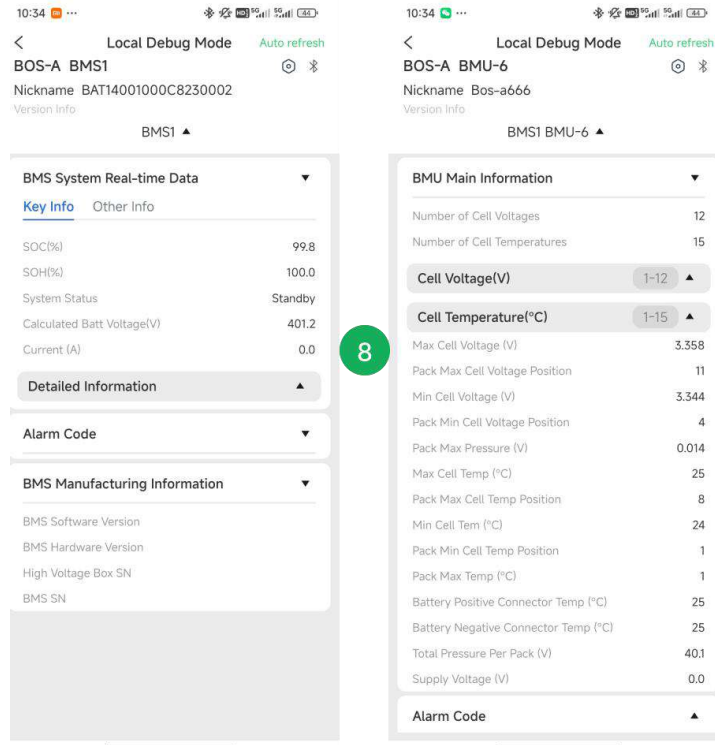 10:34 ... HD 5G 5G 44
Local Debug Mode Auto refresh
BOS-A BMS1
Nickname BAT14001000C8230002
Version Info
BMS1 ▲
BMS System Real-time Data ▼
Key Info Other Info
SOC(%) 99.8
SOH(%) 100.0
System Status Standby
Calculated Batt Voltage(V) 401.2
Current (A) 0.0
Detailed Information ▲
Alarm Code ▼
BMS Manufacturing Information ▼
BMS Software Version
BMS Hardware Version
High Voltage Box SN
BMS SN
8
10:34 ... HD 5G 5G 44
Local Debug Mode Auto refresh
BOS-A BMU-6
Nickname Bos-a666
Version Info
BMS1 BMU-6 ▲
BMU Main Information ▼
Number of Cell Voltages 12
Number of Cell Temperatures 15
Cell Voltage(V) 1-12 ▲
Cell Temperature(°C) 1-15 ▲
Max Cell Voltage (V) 3.358
Pack Max Cell Voltage Position 11
Min Cell Voltage (V) 3.344
Pack Min Cell Voltage Position 4
Pack Max Pressure (V) 0.014
Max Cell Temp (°C) 25
Pack Max Cell Temp Position 8
Min Cell Tem (°C) 24
Pack Min Cell Temp Position 1
Pack Max Temp (°C) 1
Battery Positive Connector Temp (°C) 25
Battery Negative Connector Temp (°C) 25
Total Pressure Per Pack (V) 40.1
Supply Voltage (V) 0.0
Alarm Code ▲